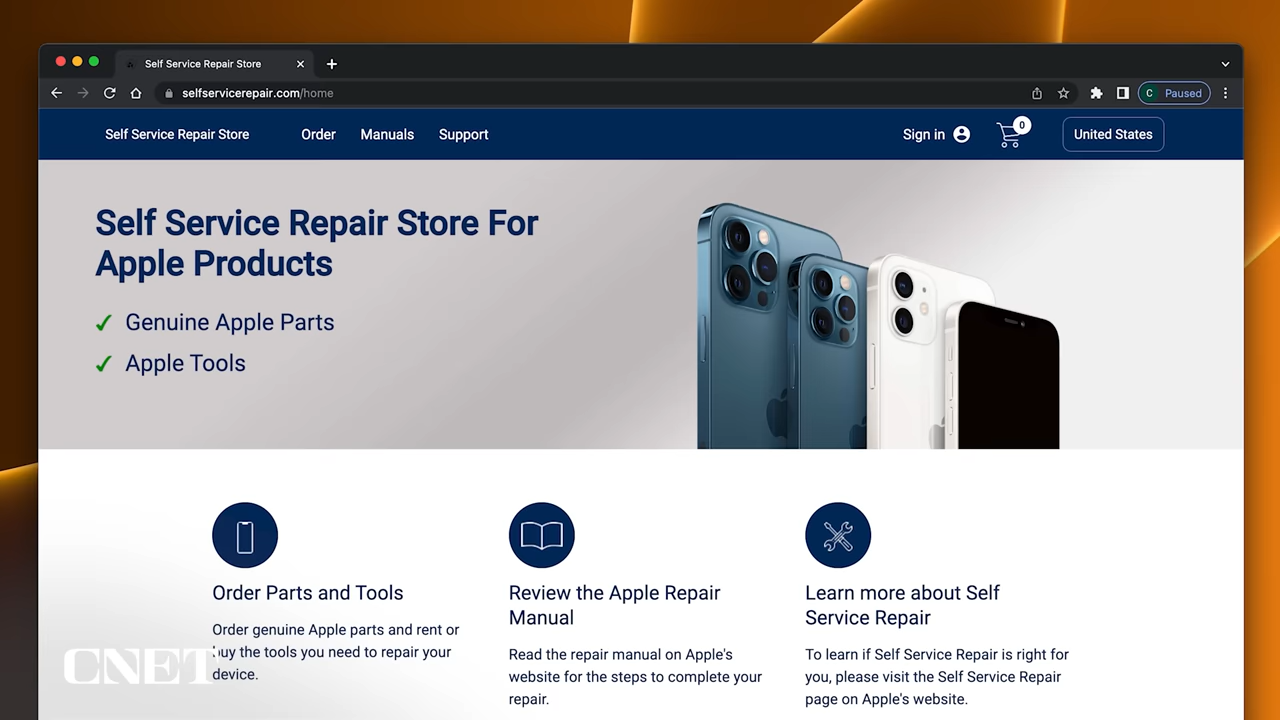 Self Service Repair Store
selfservicerepair.com/home
C Paused
Self Service Repair Store Order Manuals Support Sign in 0 United States
Self Service Repair Store For
Apple Products
✓ Genuine Apple Parts
✓ Apple Tools
Order Parts and Tools
Order genuine Apple parts and rent or
buy the tools you need to repair your
device.
Review the Apple Repair
Manual
Read the repair manual on Apple's
website for the steps to complete your
repair.
Learn more about Self
Service Repair
To learn if Self Service Repair is right for
you, please visit the Self Service Repair
page on Apple's website.
CNET